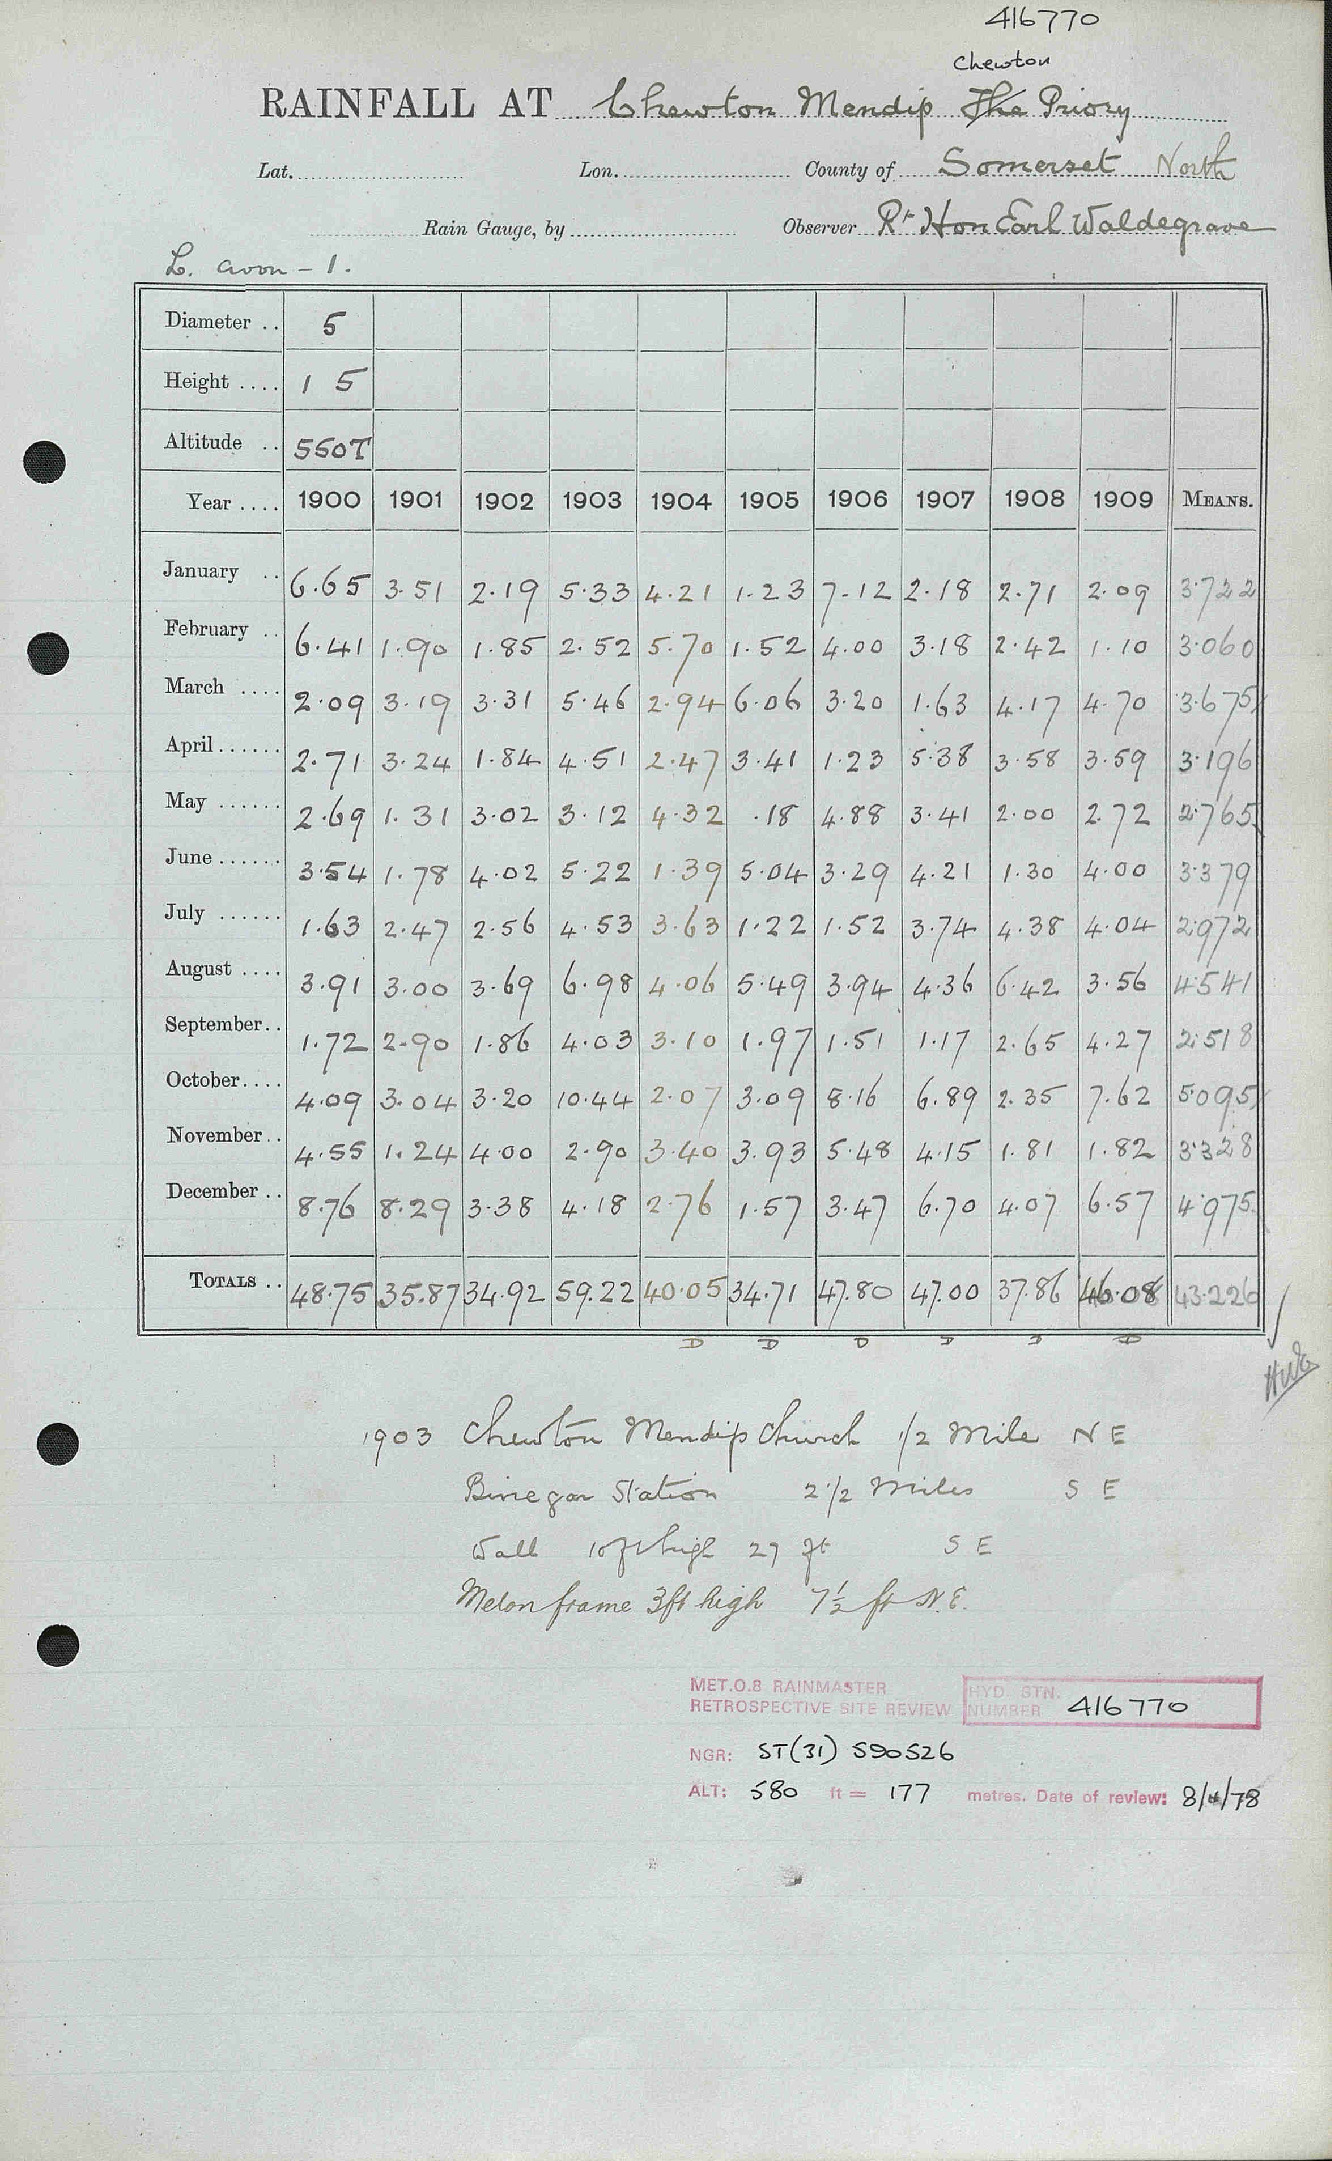 416770
Chewton
RAINFALL AT Chewton Mendip The Priory
Lat. Lon. County of Somerset North
Rain Gauge, by Observer Rt Hon Earl Waldegrave
L. Avon - 1.
Diameter .. 5
Height .... 1 5
Altitude .. 550T
Year .... 1900 1901 1902 1903 1904 1905 1906 1907 1908 1909 MEANS.
January .. 6.65 3.51 2.19 5.33 4.21 1.23 7.12 2.18 2.71 2.09 3.722
February .. 6.41 1.90 1.85 2.52 5.70 1.52 4.00 3.18 2.42 1.10 3.060
March .... 2.09 3.19 3.31 5.46 2.94 6.06 3.20 1.63 4.17 4.70 3.675
April ...... 2.71 3.24 1.84 4.51 2.47 3.41 1.23 5.38 3.58 3.59 3.196
May ...... 2.69 1.31 3.02 3.12 4.32 .18 4.88 3.41 2.00 2.72 2.765
June ...... 3.54 1.78 4.02 5.22 1.39 5.04 3.29 4.21 1.30 4.00 3.379
July ...... 1.63 2.47 2.56 4.53 3.63 1.22 1.52 3.74 4.38 4.04 2.972
August .... 3.91 3.00 3.69 6.98 4.06 5.49 3.94 4.36 6.42 3.56 4.541
September .. 1.72 2.90 1.86 4.03 3.10 1.97 1.51 1.17 2.65 4.27 2.518
October .... 4.09 3.04 3.20 10.44 2.07 3.09 8.16 6.89 2.35 7.62 5.095
November .. 4.55 1.24 4.00 2.90 3.40 3.93 5.48 4.15 1.81 1.82 3.328
December .. 8.76 8.29 3.38 4.18 2.76 1.57 3.47 6.70 4.07 6.57 4.975
TOTALS .. 48.75 35.87 34.92 59.22 40.05 34.71 47.80 47.00 37.86 46.08 43.226
D D D D D D
1903 Chewton Mendip Church 1/2 Mile N E
Binegar Station 2 1/2 Miles S E
Wall 10ft high 27 ft S E
Melon frame 3ft high 7 1/2 ft N.E.
MET.O.8 RAINMASTER
RETROSPECTIVE SITE REVIEW HYD. STN. NUMBER 416770
NGR: ST(31) 590526
ALT: 580 ft = 177 metres. Date of review: 8/4/78